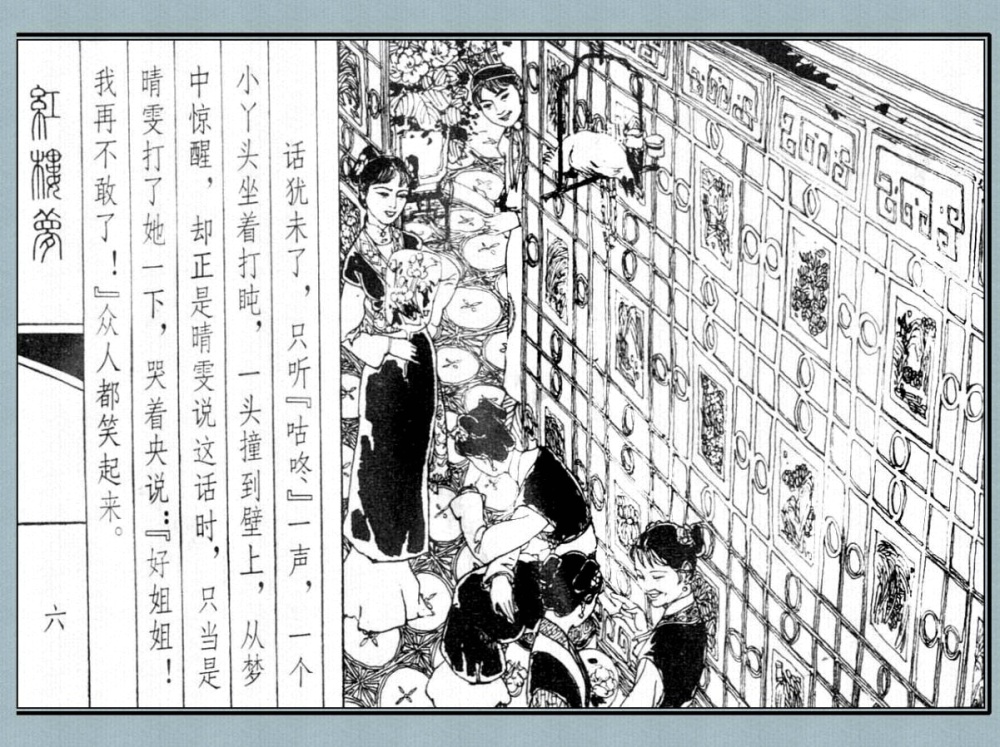 话犹未了，只听『咕咚』一声，一个
小丫头坐着打盹，一头撞到壁上，从梦
中惊醒，却正是晴雯说这话时，只当是
晴雯打了她一下，哭着央说：『好姐姐！
我再不敢了！』众人都笑起来。
紅樓夢
六